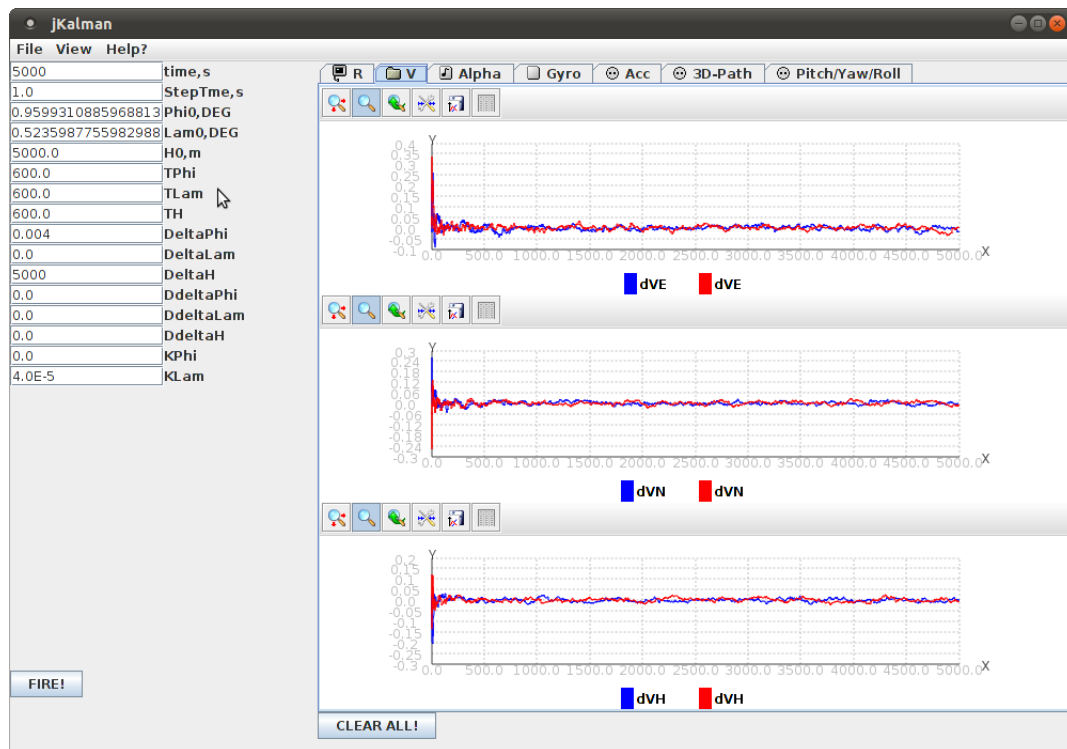 jKalman
File View Help?
5000 time,s
1.0 StepTme,s
0.9599310885968813 Phi0,DEG
0.5235987755982988 Lam0,DEG
5000.0 H0,m
600.0 TPhi
600.0 TLam
600.0 TH
0.004 DeltaPhi
0.0 DeltaLam
5000 DeltaH
0.0 DdeltaPhi
0.0 DdeltaLam
0.0 DdeltaH
0.0 KPhi
4.0E-5 KLam
FIRE!
R V Alpha Gyro Acc 3D-Path Pitch/Yaw/Roll
Y
0.4
0.35
0.3
0.25
0.2
0.15
0.1
0.05
0.0
-0.05
-0.1
0.0 500.0 1000.0 1500.0 2000.0 2500.0 3000.0 3500.0 4000.0 4500.0 5000.0 X
dVE dVE
Y
0.3
0.24
0.18
0.12
0.06
0.0
-0.06
-0.12
-0.18
-0.24
-0.3
0.0 500.0 1000.0 1500.0 2000.0 2500.0 3000.0 3500.0 4000.0 4500.0 5000.0 X
dVN dVN
Y
0.2
0.15
0.1
0.05
0.0
-0.05
-0.1
-0.15
-0.2
-0.25
-0.3
0.0 500.0 1000.0 1500.0 2000.0 2500.0 3000.0 3500.0 4000.0 4500.0 5000.0 X
dVH dVH
CLEAR ALL!